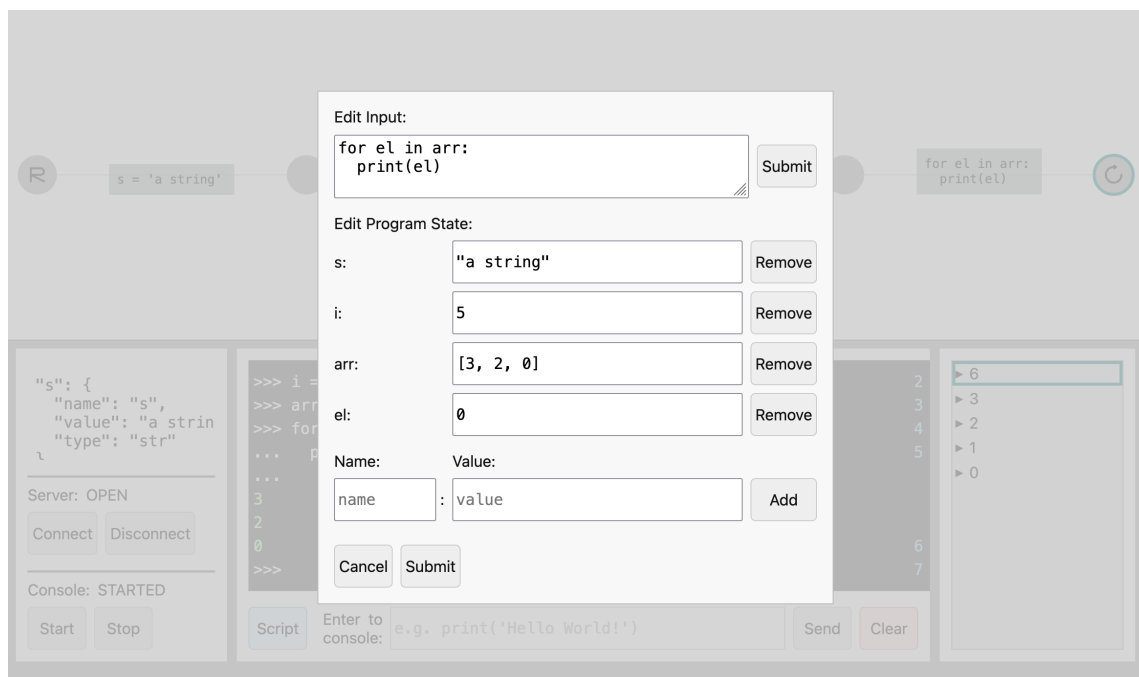 Edit Input:
for el in arr:
  print(el)
Submit
R
s = 'a string'
for el in arr:
  print(el)
Edit Program State:
s:
"a string"
Remove
i:
5
Remove
arr:
[3, 2, 0]
Remove
el:
0
Remove
Name:
Value:
name
:
value
Add
Cancel
Submit
"s": {
  "name": "s",
  "value": "a strin
  "type": "str"
Server: OPEN
Connect
Disconnect
Console: STARTED
Start
Stop
>>> i =
>>> arr
>>> for
...   p
...
3
2
0
>>>
2
3
4
5
6
7
Script
Enter to
console:
e.g. print('Hello World!')
Send
Clear
▸ 6
▸ 3
▸ 2
▸ 1
▸ 0